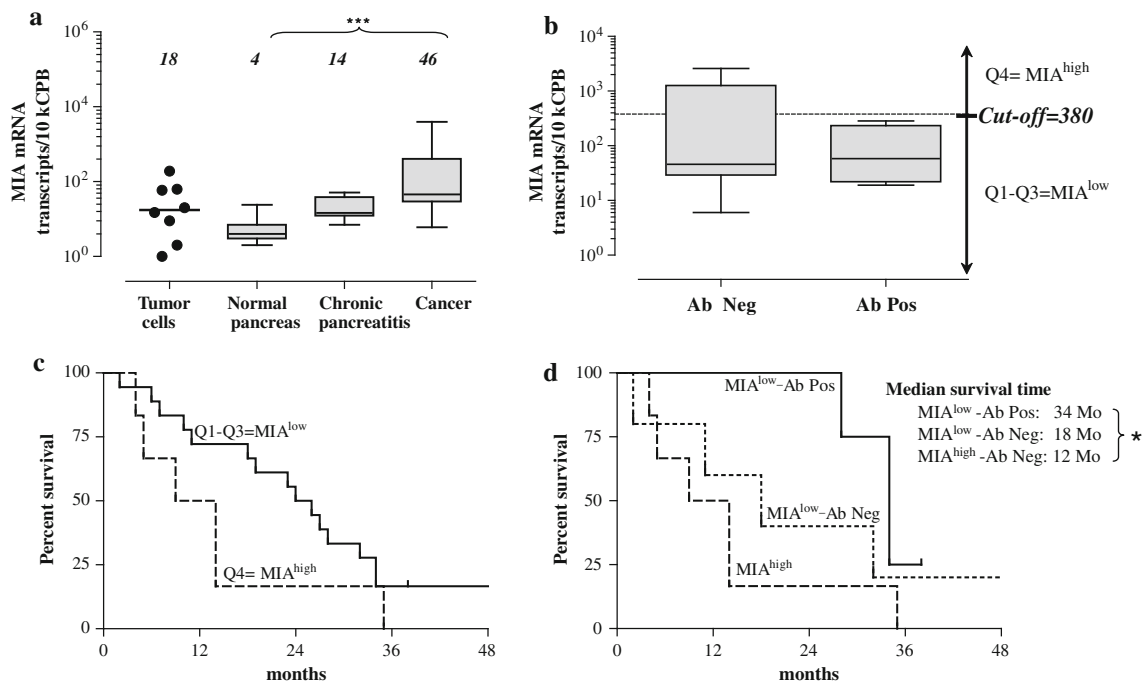 a
MIA mRNA
transcripts/10 kCPB
10^6
10^4
10^2
10^0
***
18 4 14 46
Tumor cells
Normal pancreas
Chronic pancreatitis
Cancer
b
MIA mRNA
transcripts/10 kCPB
10^4
10^3
10^2
10^1
10^0
Q4= MIA^high
Cut-off=380
Q1-Q3=MIA^low
Ab Neg
Ab Pos
c
Percent survival
100
75
50
25
0
Q1-Q3=MIA^low
Q4= MIA^high
0 12 24 36 48
months
d
Percent survival
100
75
50
25
0
MIA^low-Ab Pos
MIA^low-Ab Neg
MIA^high
Median survival time
MIA^low -Ab Pos: 34 Mo
MIA^low -Ab Neg: 18 Mo
MIA^high -Ab Neg: 12 Mo
*
0 12 24 36 48
months